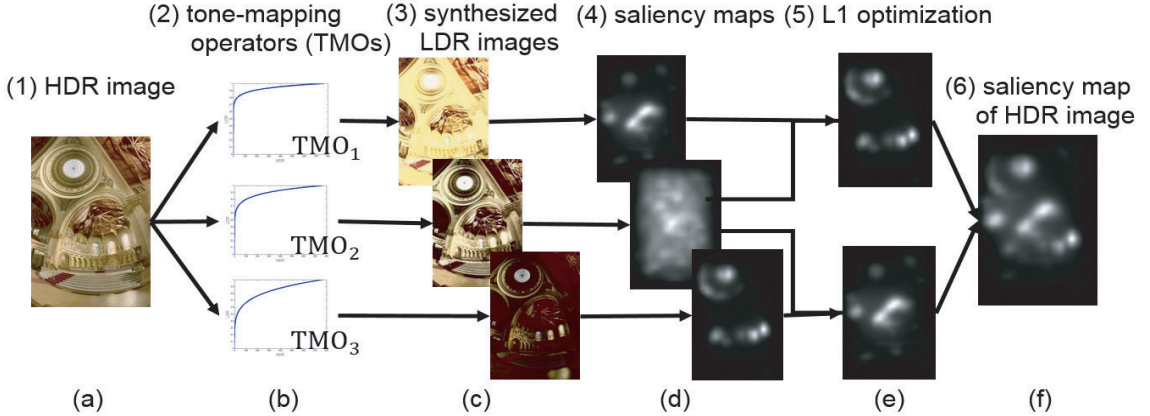 (1) HDR image
(2) tone-mapping
operators (TMOs)
(3) synthesized
LDR images
(4) saliency maps
(5) L1 optimization
(6) saliency map
of HDR image
TMO₁
TMO₂
TMO₃
(a)
(b)
(c)
(d)
(e)
(f)